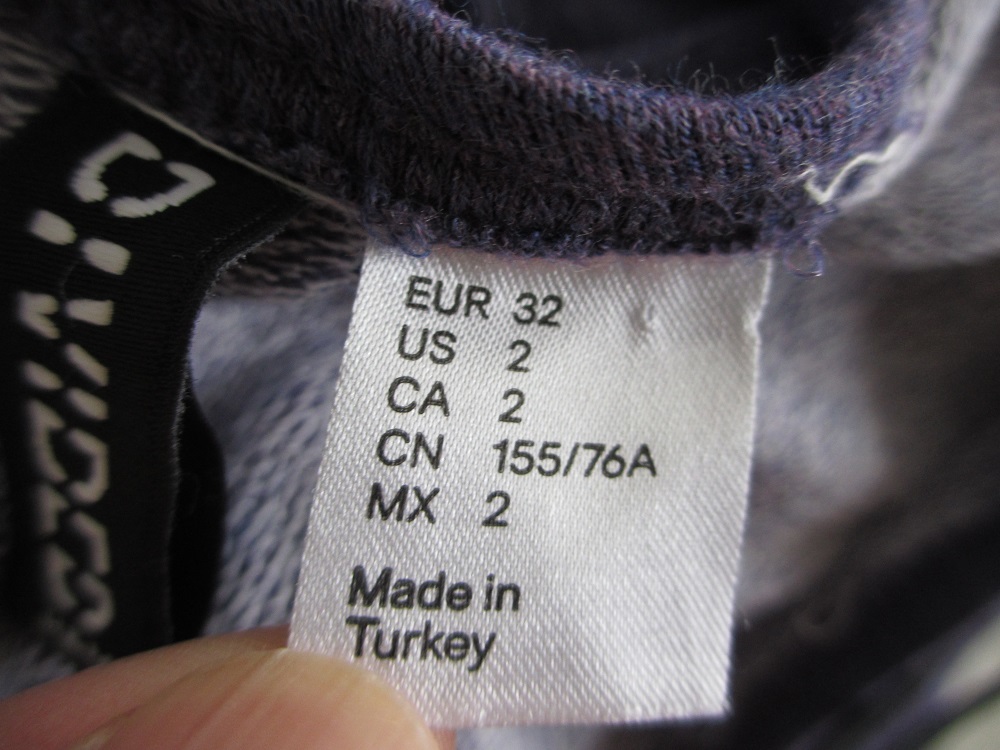 EUR 32
US 2
CA 2
CN 155/76A
MX 2
Made in
Turkey